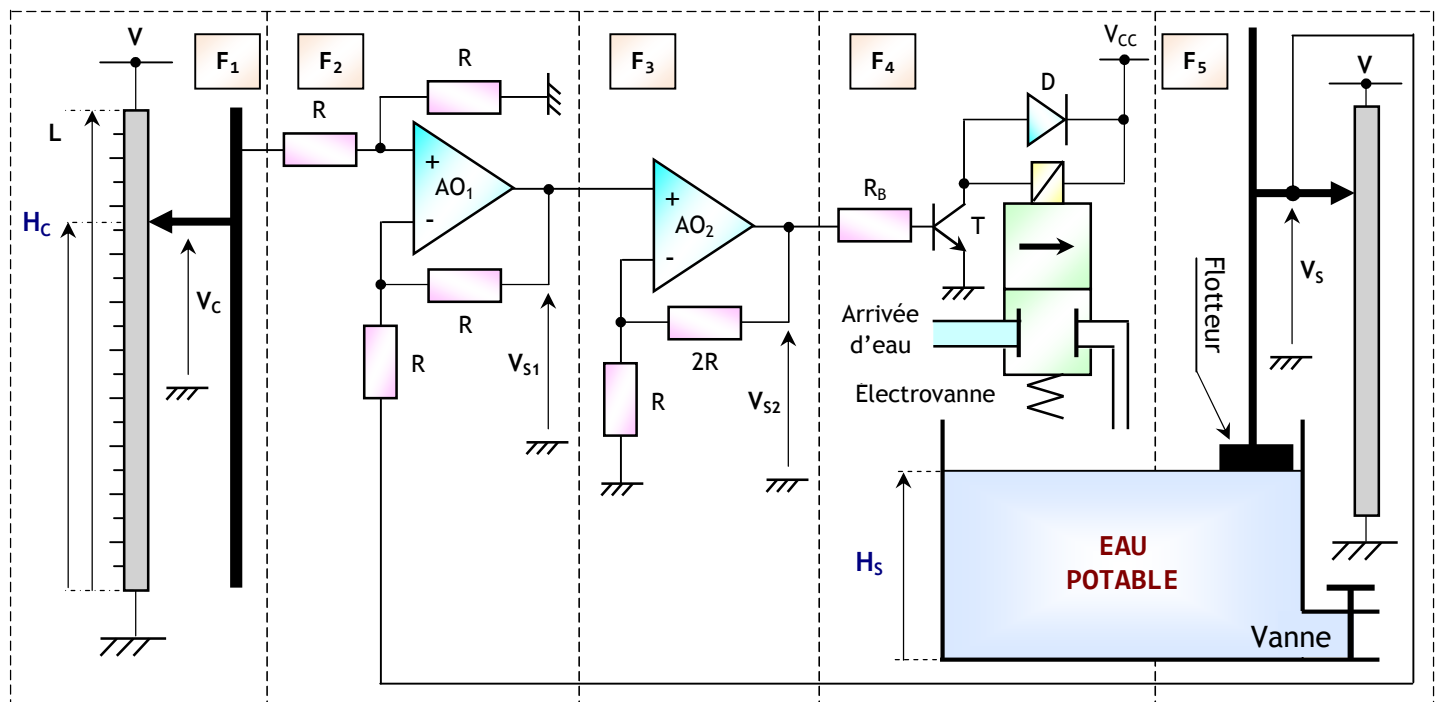 V
F1
F2
F3
F4
F5
VCC
V
L
R
R
D
+
AO1
-
+
AO2
-
RB
T
HC
VC
R
R
VS1
2R
R
VS2
Arrivée
d'eau
Électrovanne
Flotteur
VS
HS
EAU
POTABLE
Vanne